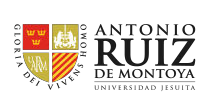 GLORIA DEI VIVENS HOMO
ANTONIO
RUIZ
DE MONTOYA
UNIVERSIDAD JESUITA